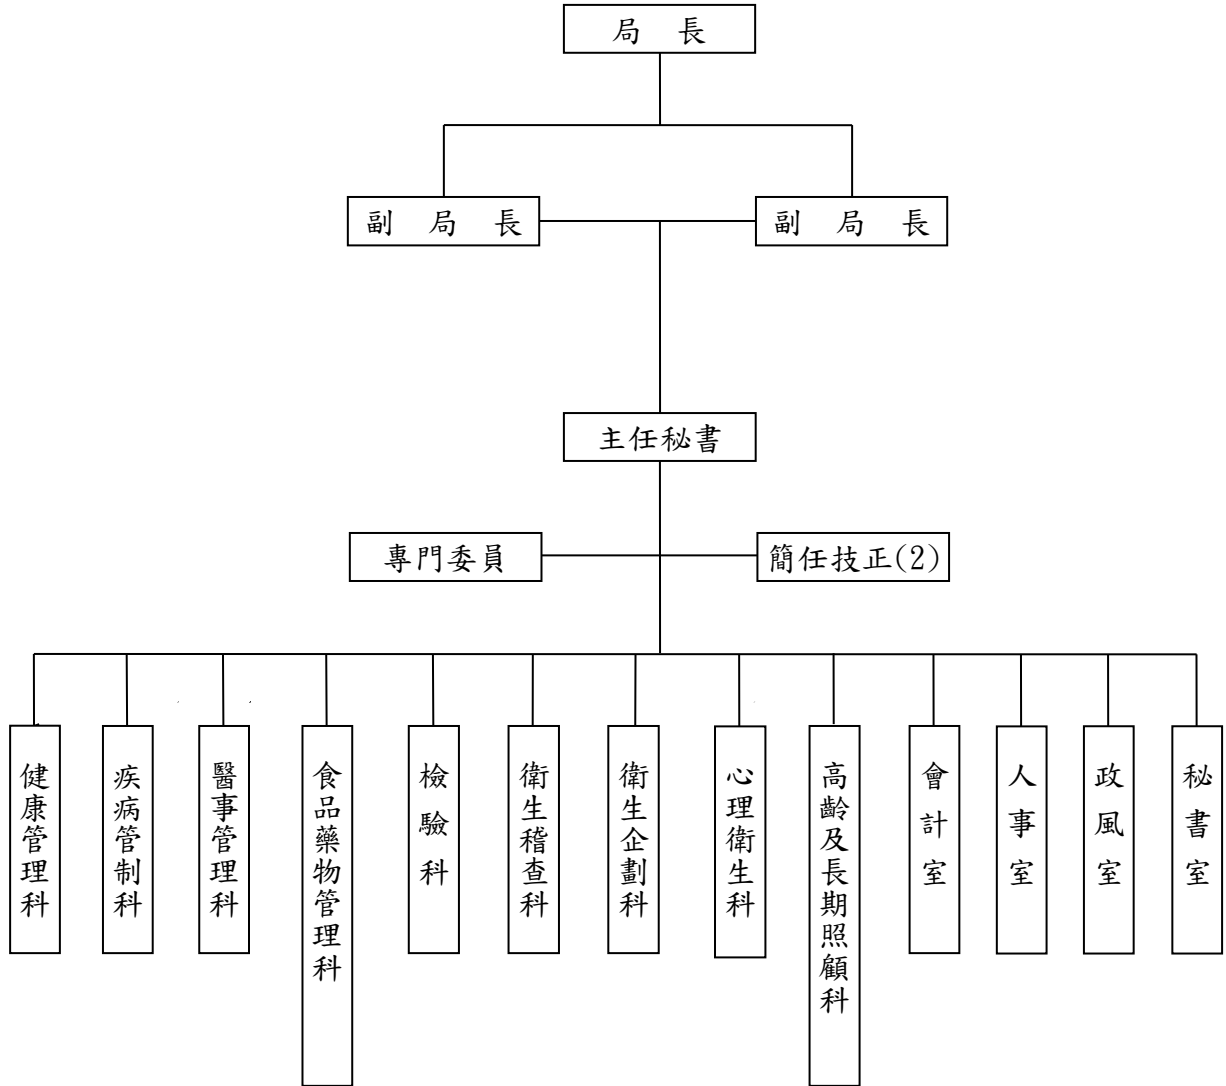 局 長
副 局 長
副 局 長
主任秘書
專門委員
簡任技正(2)
健康管理科
疾病管制科
醫事管理科
食品藥物管理科
檢驗科
衛生稽查科
衛生企劃科
心理衛生科
高齡及長期照顧科
會計室
人事室
政風室
秘書室